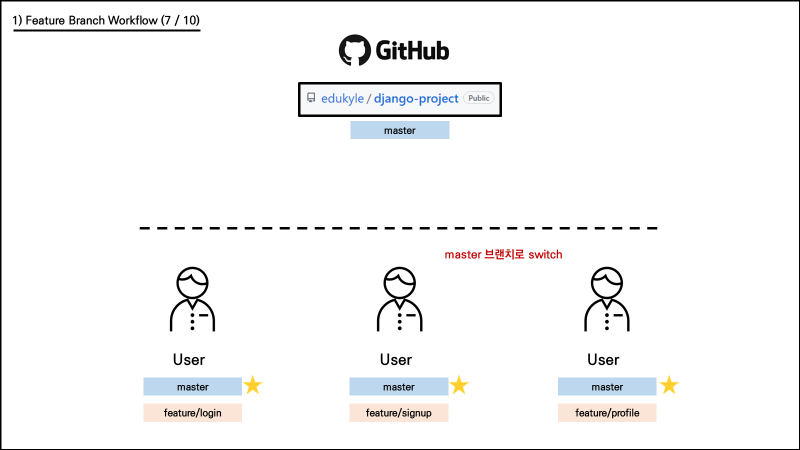 1) Feature Branch Workflow (7 / 10)
GitHub
edukyle / django-project Public
master
master 브랜치로 switch
User User User
master master master
feature/login feature/signup feature/profile